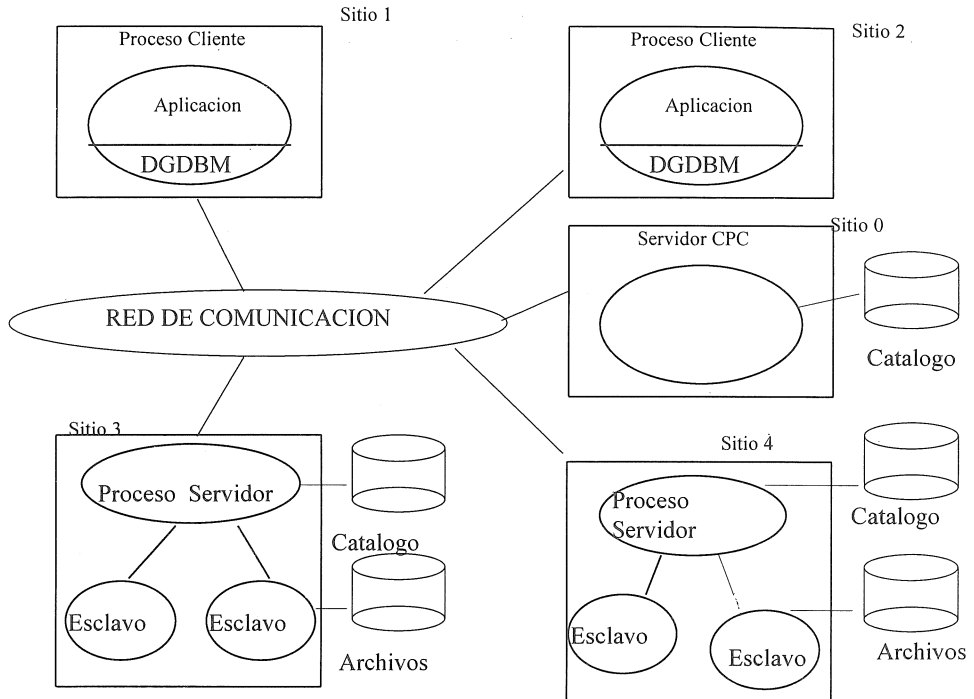 Sitio 1
Proceso Cliente
Aplicacion
DGDBM
Sitio 2
Proceso Cliente
Aplicacion
DGDBM
Sitio 0
Servidor CPC
Catalogo
RED DE COMUNICACION
Sitio 3
Proceso Servidor
Catalogo
Esclavo
Esclavo
Archivos
Sitio 4
Proceso
Servidor
Catalogo
Esclavo
Esclavo
Archivos